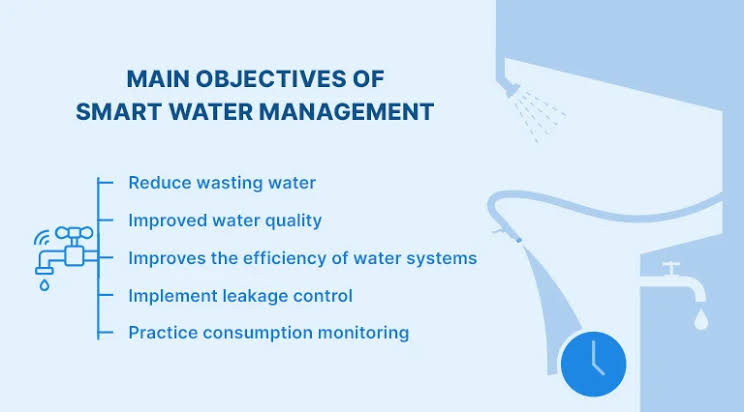 MAIN OBJECTIVES OF
SMART WATER MANAGEMENT
Reduce wasting water
Improved water quality
Improves the efficiency of water systems
Implement leakage control
Practice consumption monitoring